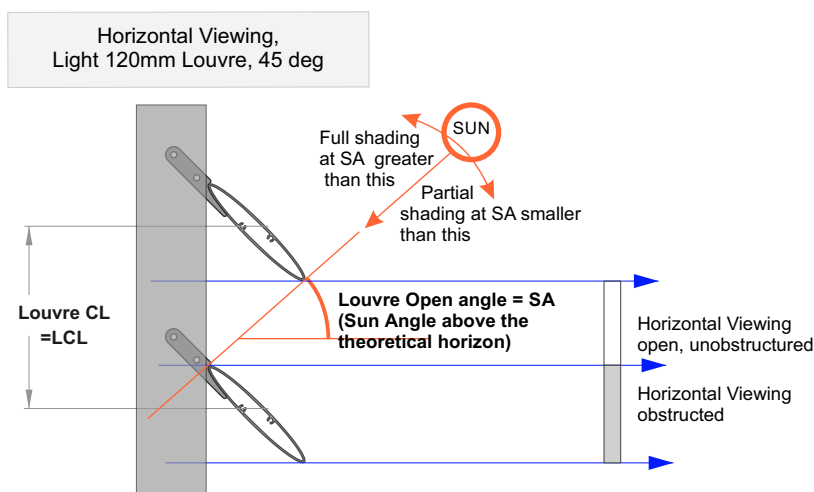 Horizontal Viewing,
Light 120mm Louvre, 45 deg
SUN
Full shading
at SA greater
than this
Partial
shading at SA smaller
than this
Louvre CL
=LCL
Louvre Open angle = SA
(Sun Angle above the
theoretical horizon)
Horizontal Viewing
open, unobstructured
Horizontal Viewing
obstructed